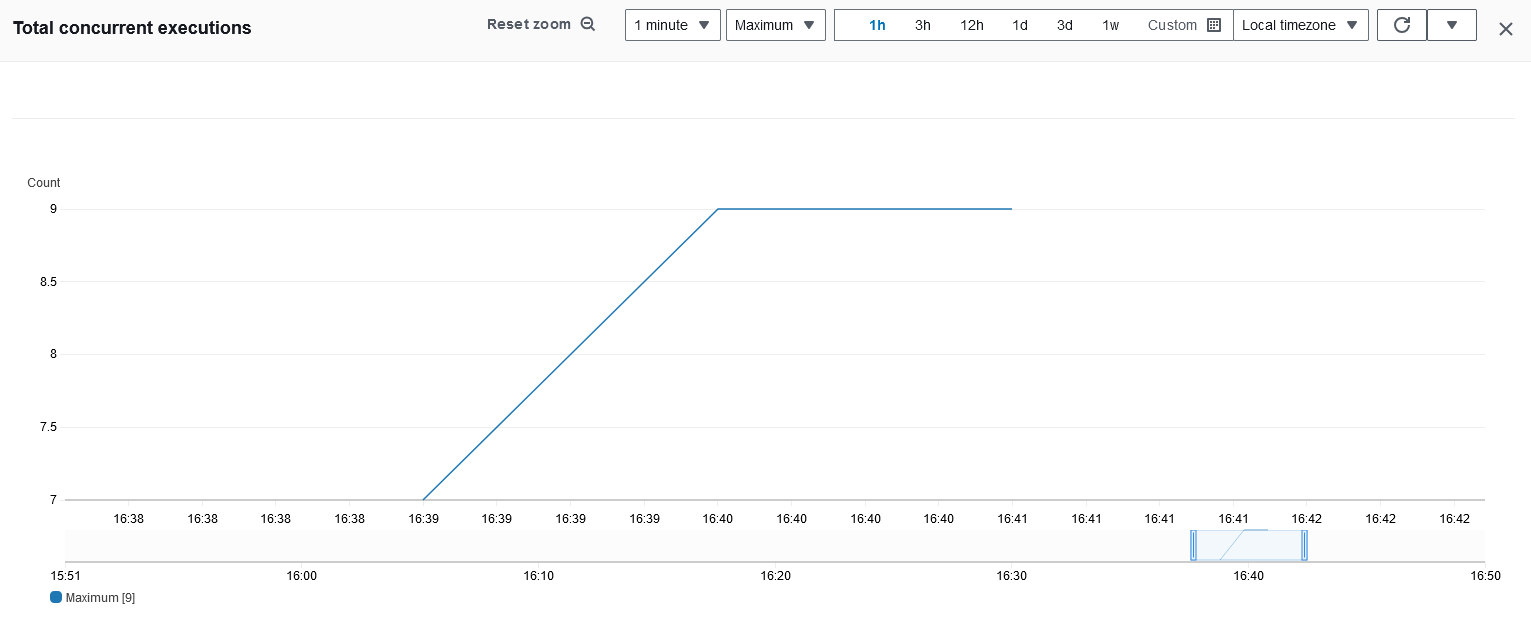 Total concurrent executions
Reset zoom
1 minute
Maximum
1h 3h 12h 1d 3d 1w Custom
Local timezone
Count
9
8.5
8
7.5
7
16:38 16:38 16:38 16:38 16:39 16:39 16:39 16:39 16:40 16:40 16:40 16:40 16:41 16:41 16:41 16:41 16:42 16:42 16:42
15:51 16:00 16:10 16:20 16:30 16:40 16:50
Maximum [9]